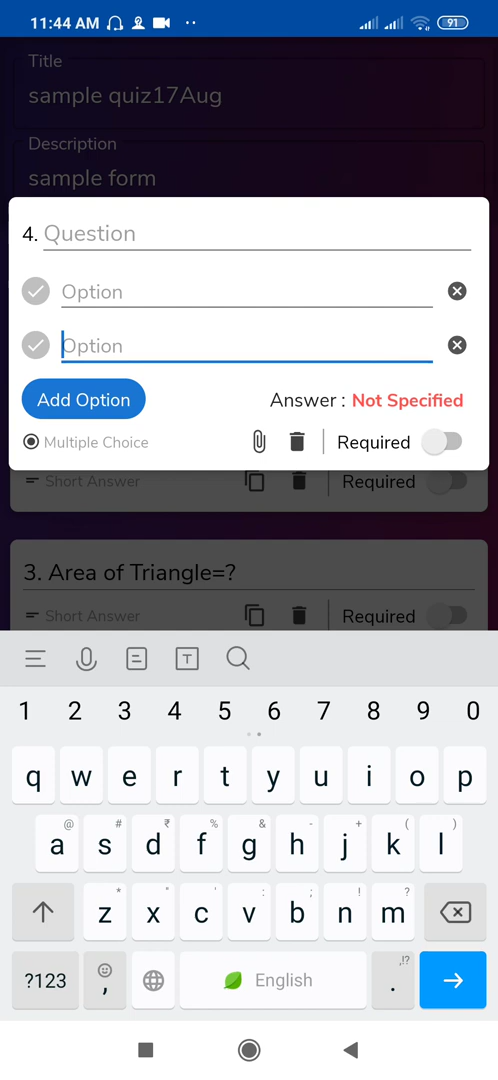 11:44 AM
91
Title
sample quiz17Aug
Description
sample form
4. Question
Option
Option
Add Option
Answer : Not Specified
Multiple Choice
Required
Short Answer
Required
3. Area of Triangle=?
Short Answer
Required
T
1 2 3 4 5 6 7 8 9 0
q w e r t y u i o p
@ # ₹ % & - + ( )
a s d f g h j k l
* " ' : ; ! ?
z x c v b n m
,!?
?123 , English .